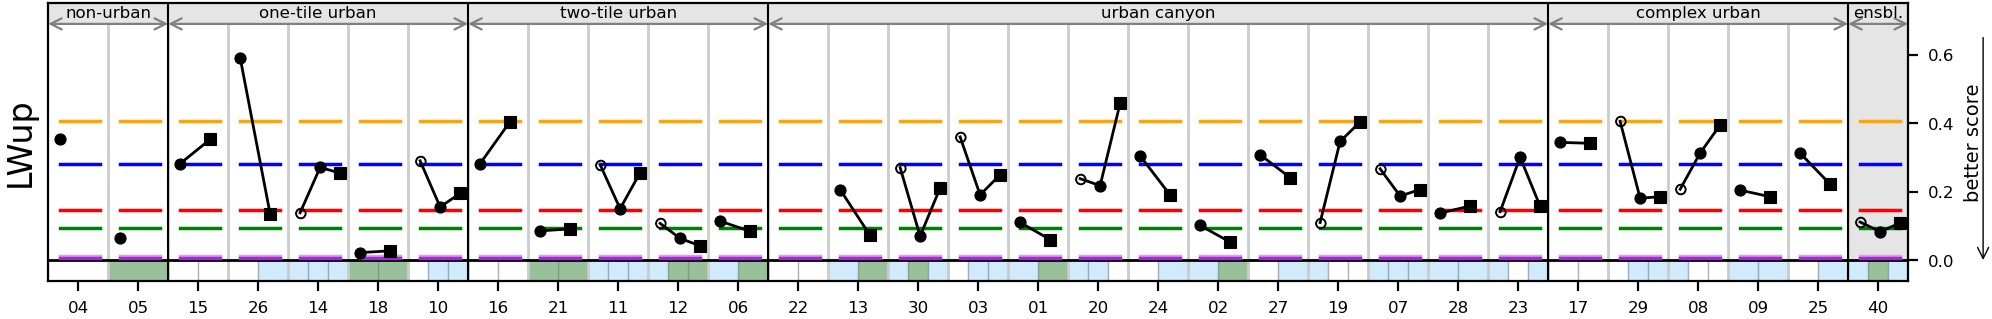 non-urban one-tile urban two-tile urban urban canyon complex urban ensbl.
LWup
0.6
0.4
0.2
0.0
better score
04 05 15 26 14 18 10 16 21 11 12 06 22 13 30 03 01 20 24 02 27 19 07 28 23 17 29 08 09 25 40